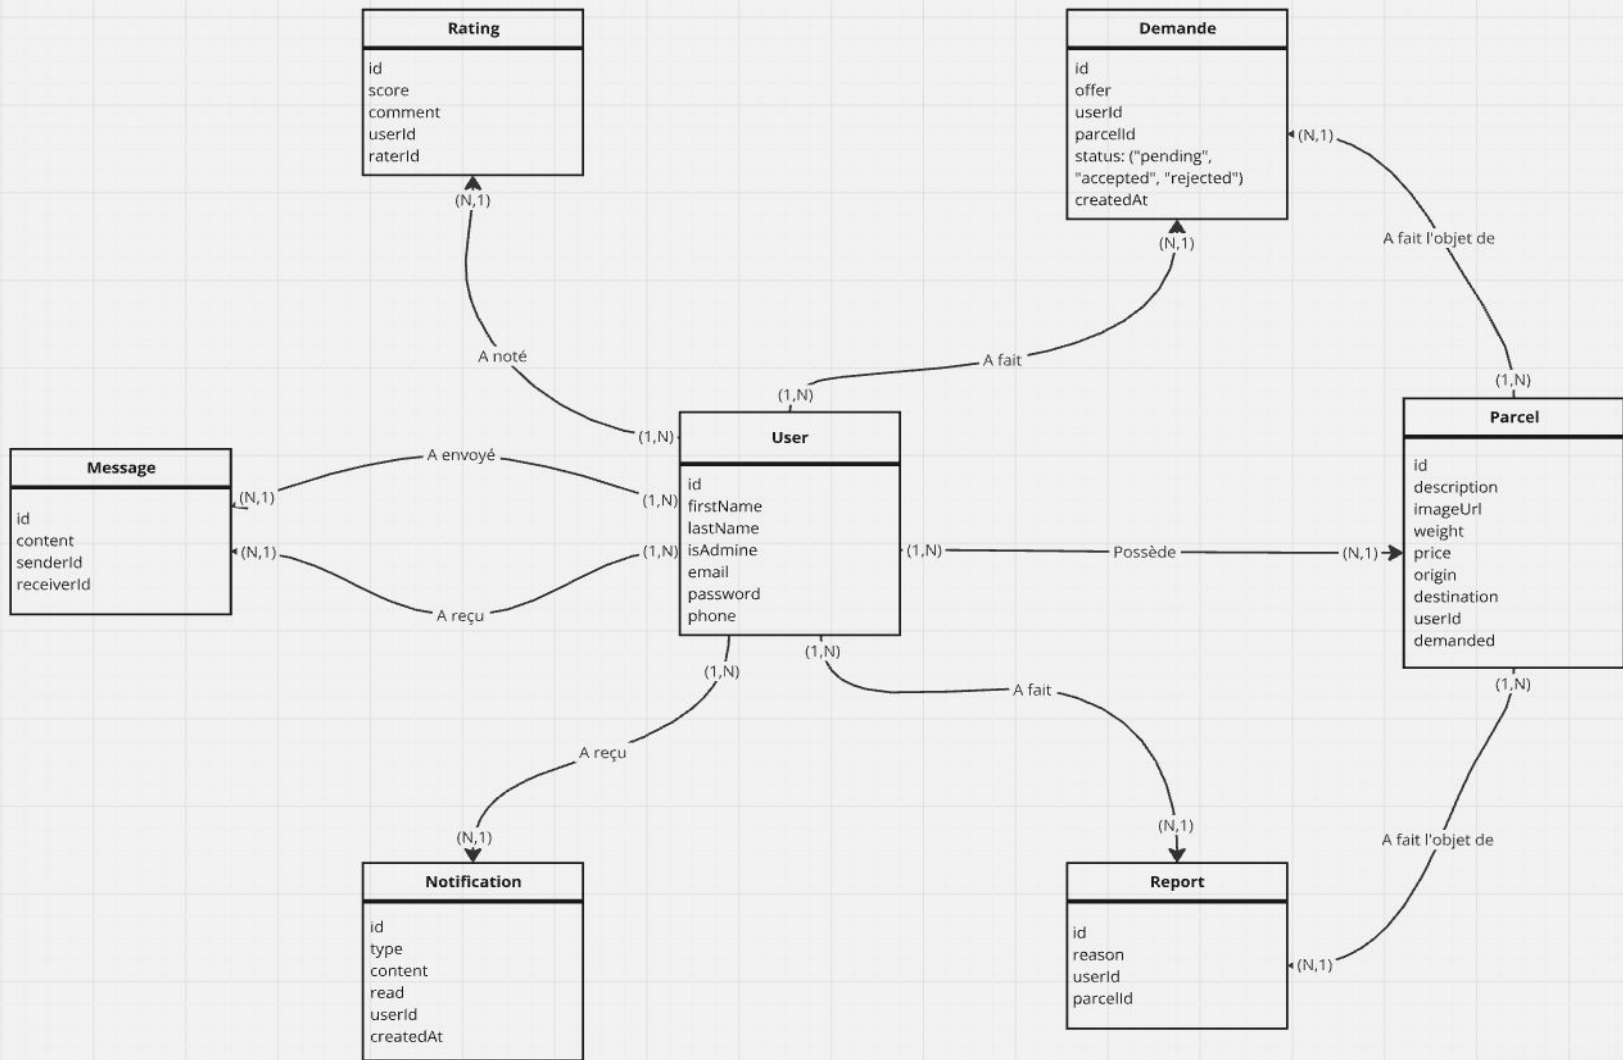 Rating
id
score
comment
userId
raterId
(N,1)
A noté
(1,N)
Demande
id
offer
userId
parcelId
status: ("pending",
"accepted", "rejected")
createdAt
(N,1)
A fait l'objet de
(1,N)
(N,1)
A fait
(1,N)
User
id
firstName
lastName
isAdmine
email
password
phone
Message
id
content
senderId
receiverId
(N,1)
A envoyé
(1,N)
(N,1)
A reçu
(1,N)
(1,N)
Possède
(N,1)
Parcel
id
description
imageUrl
weight
price
origin
destination
userId
demanded
(1,N)
A reçu
(N,1)
Notification
id
type
content
read
userId
createdAt
(1,N)
A fait
(N,1)
Report
id
reason
userId
parcelId
(1,N)
A fait l'objet de
(N,1)